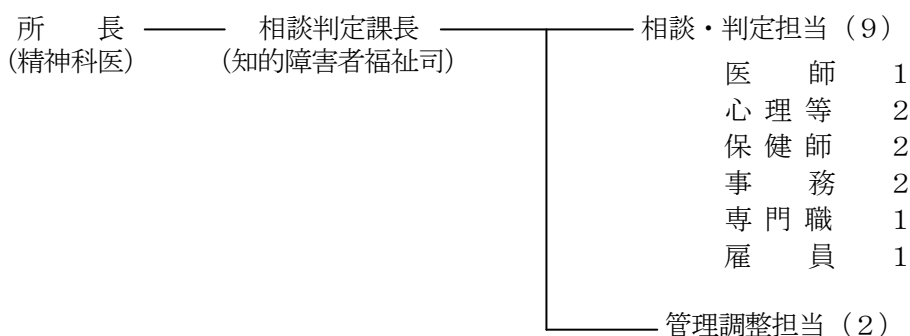 所　長　相談判定課長　相談・判定担当（9）
(精神科医)　(知的障害者福祉司)
医　師　1
心理等　2
保健師　2
事　務　2
専門職　1
雇　員　1
管理調整担当（2）